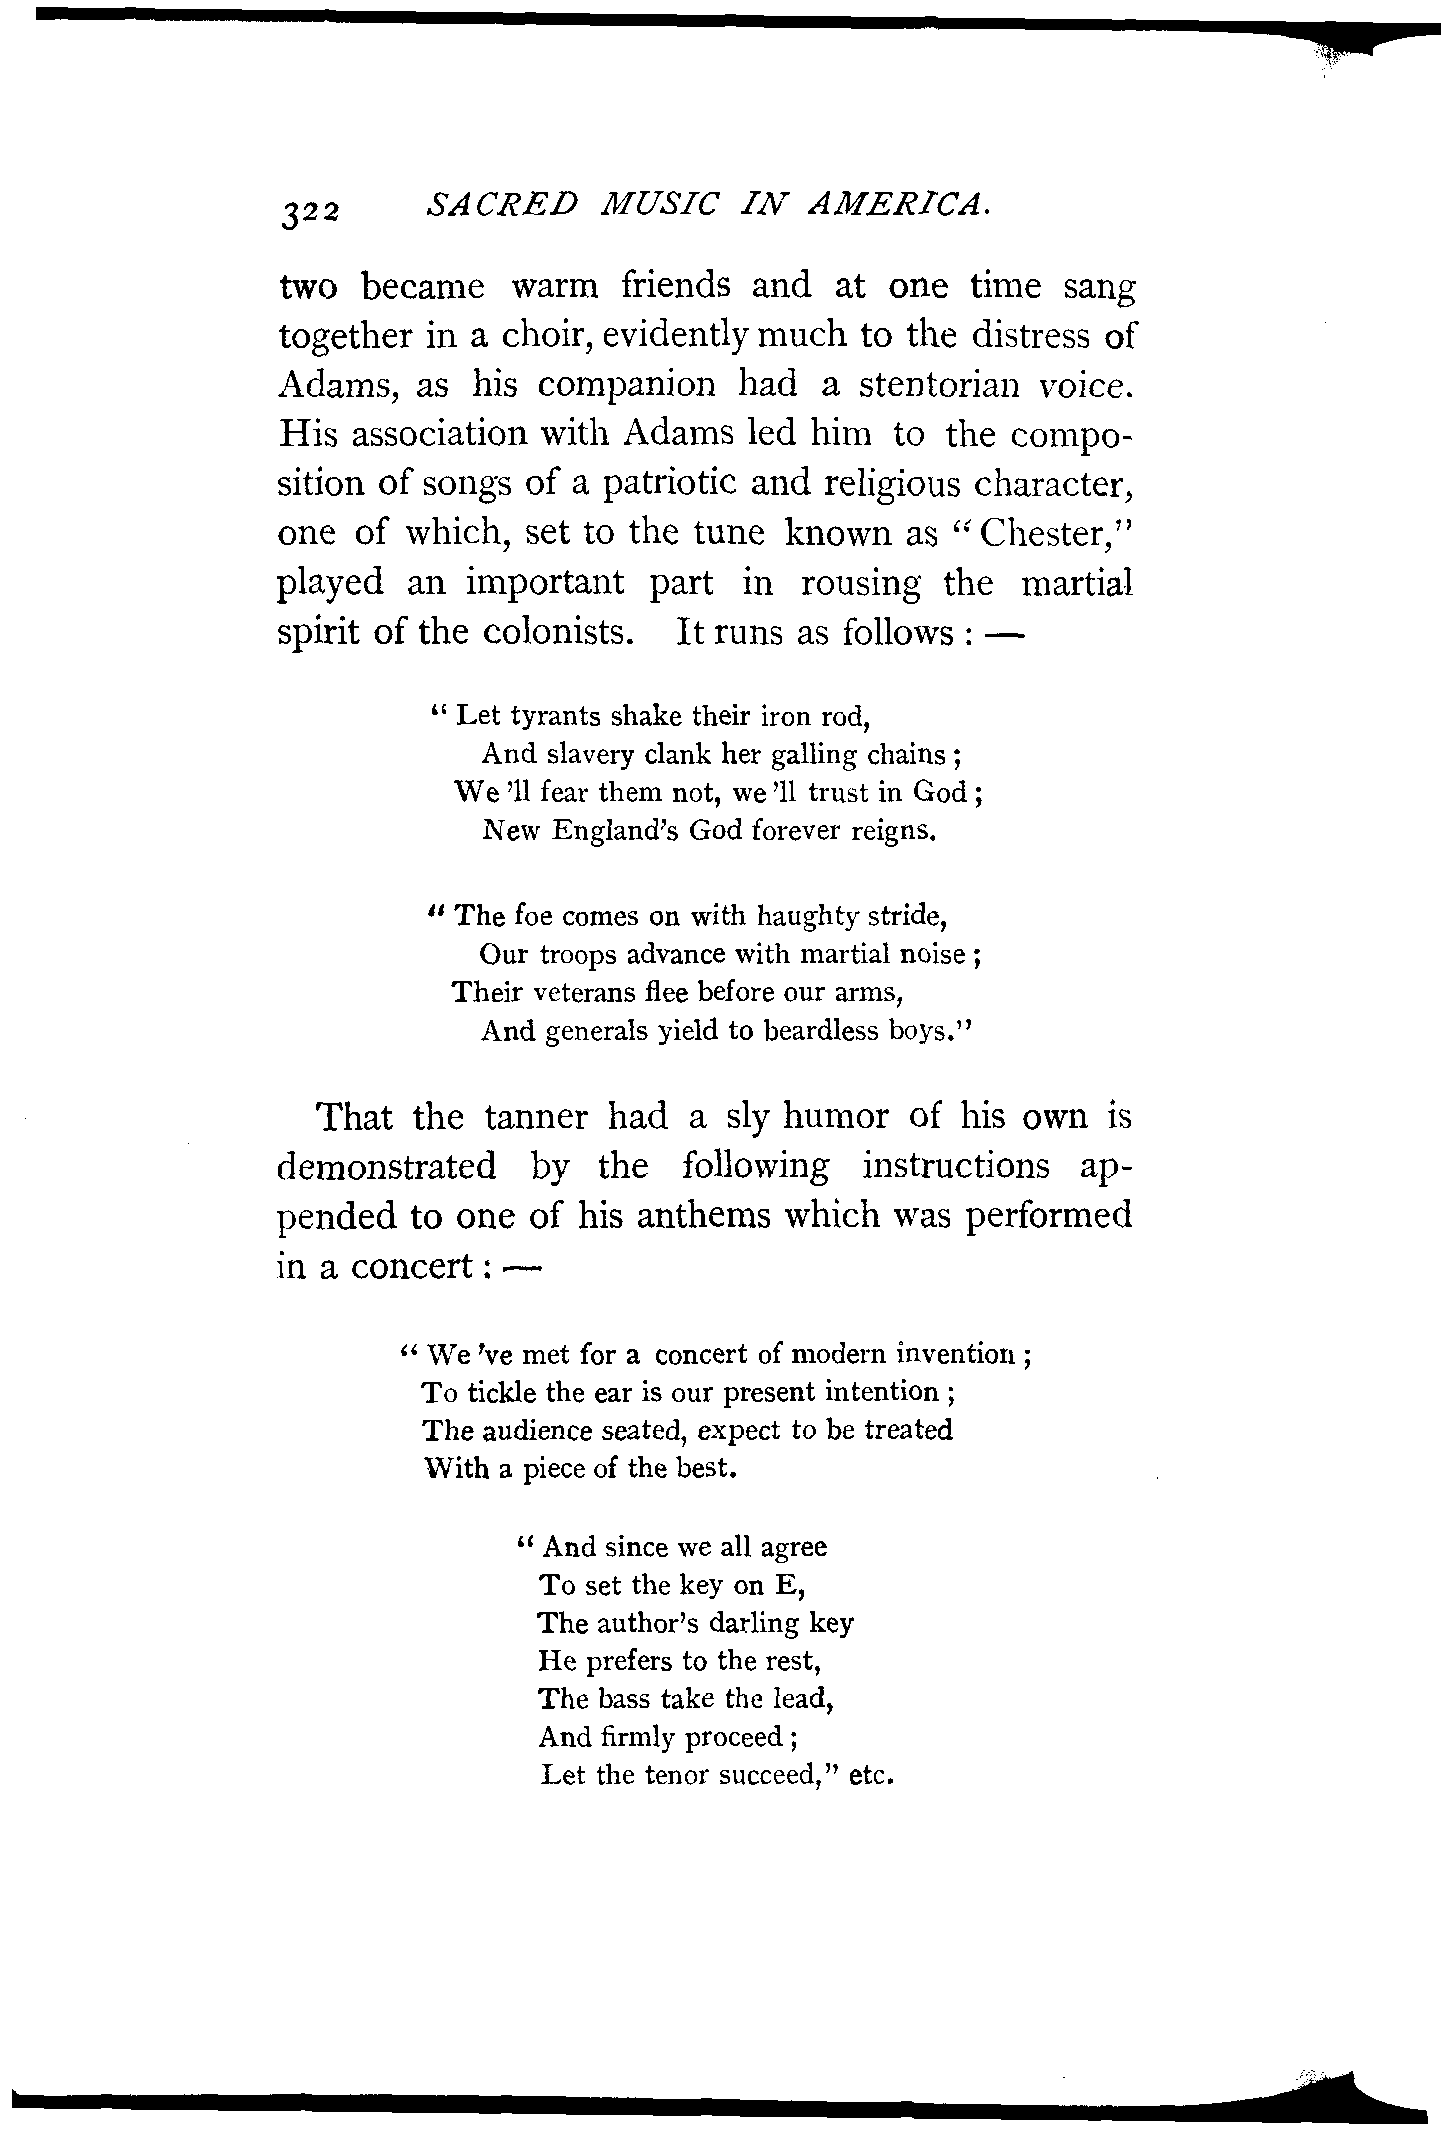 322 SACRED MUSIC IN AMERICA.
two became warm friends and at one time sang
together in a choir, evidently much to the distress of
Adams, as his companion had a stentorian voice.
His association with Adams led him to the compo-
sition of songs of a patriotic and religious character,
one of which, set to the tune known as “Chester,”
played an important part in rousing the martial
spirit of the colonists. It runs as follows : —
“ Let tyrants shake their iron rod,
And slavery clank her galling chains ;
We 'll fear them not, we 'll trust in God ;
New England's God forever reigns.
“ The foe comes on with haughty stride,
Our troops advance with martial noise ;
Their veterans flee before our arms,
And generals yield to beardless boys.”
That the tanner had a sly humor of his own is
demonstrated by the following instructions ap-
pended to one of his anthems which was performed
in a concert : —
“ We 've met for a concert of modern invention ;
To tickle the ear is our present intention ;
The audience seated, expect to be treated
With a piece of the best.
“ And since we all agree
To set the key on E,
The author's darling key
He prefers to the rest,
The bass take the lead,
And firmly proceed ;
Let the tenor succeed,” etc.